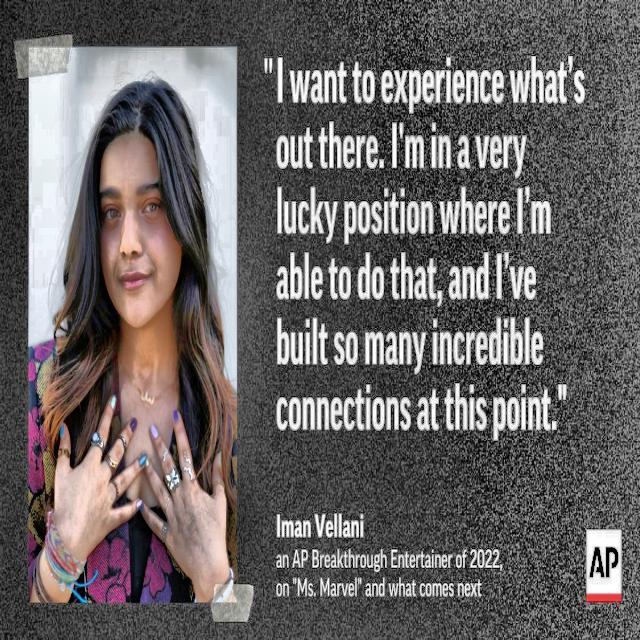 "I want to experience what's
out there. I'm in a very
lucky position where I'm
able to do that, and I've
built so many incredible
connections at this point."
Iman Vellani
an AP Breakthrough Entertainer of 2022,
on "Ms. Marvel" and what comes next
AP